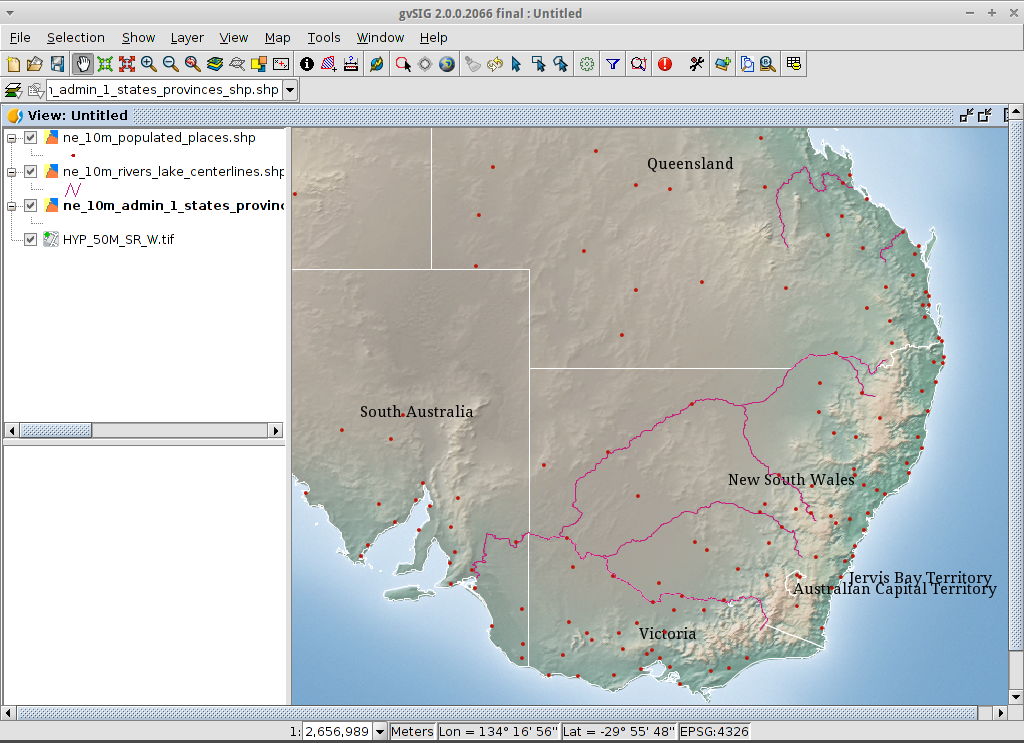 gvSIG 2.0.0.2066 final : Untitled
File Selection Show Layer View Map Tools Window Help
_admin_1_states_provinces_shp.shp
View: Untitled
ne_10m_populated_places.shp
ne_10m_rivers_lake_centerlines.shp
ne_10m_admin_1_states_provinc
HYP_50M_SR_W.tif
Queensland
South Australia
New South Wales
Jervis Bay Territory
Australian Capital Territory
Victoria
1: 2,656,989 Meters Lon = 134° 16' 56" Lat = -29° 55' 48" EPSG:4326